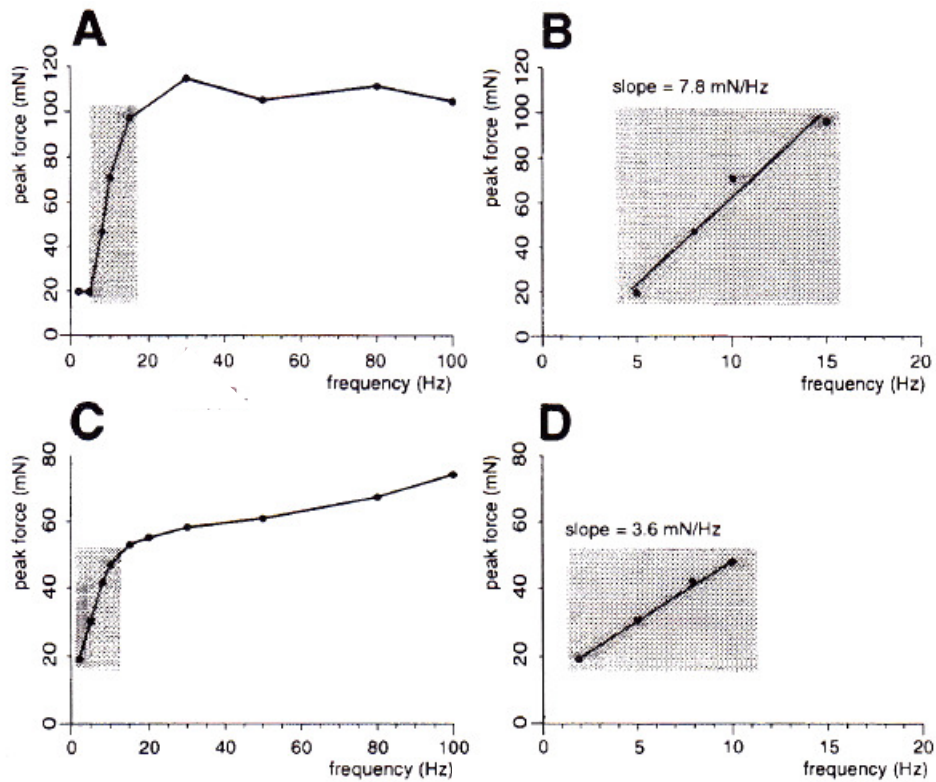 A
peak force (mN)
120
100
80
60
40
20
0
0 20 40 60 80 100
frequency (Hz)
B
peak force (mN)
120
100
80
60
40
20
0
slope = 7.8 mN/Hz
0 5 10 15 20
frequency (Hz)
C
peak force (mN)
80
60
40
20
0
0 20 40 60 80 100
frequency (Hz)
D
peak force (mN)
80
60
40
20
0
slope = 3.6 mN/Hz
0 5 10 15 20
frequency (Hz)